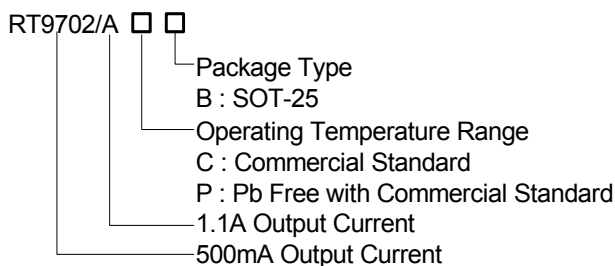 RT9702/A
Package Type
B : SOT-25
Operating Temperature Range
C : Commercial Standard
P : Pb Free with Commercial Standard
1.1A Output Current
500mA Output Current